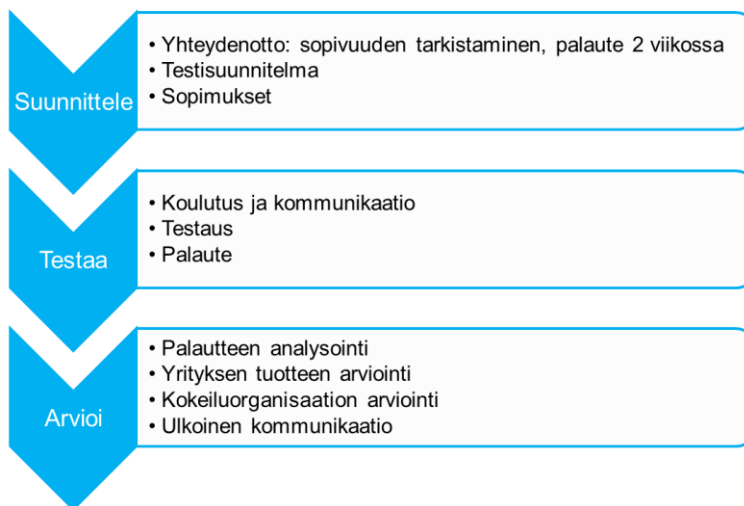 Suunnittele
• Yhteydenotto: sopivuuden tarkistaminen, palaute 2 viikossa
• Testisuunnitelma
• Sopimukset
Testaa
• Koulutus ja kommunikaatio
• Testaus
• Palaute
Arvioi
• Palautteen analysointi
• Yrityksen tuotteen arviointi
• Kokeiluorganisaation arviointi
• Ulkoinen kommunikaatio